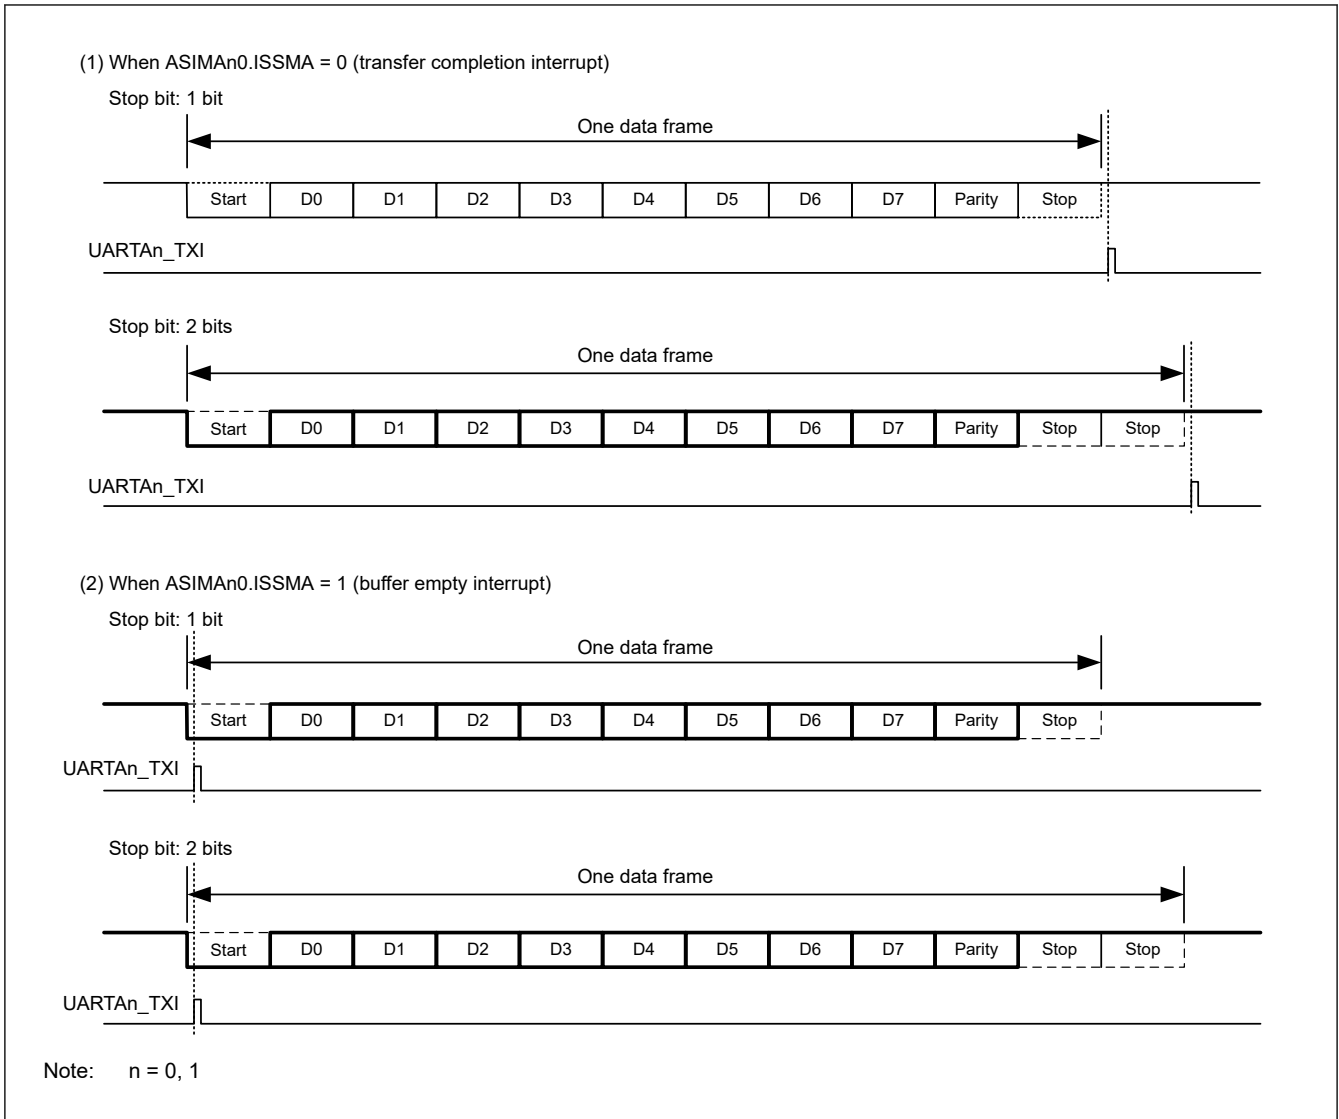 (1) When ASIMAn0.ISSMA = 0 (transfer completion interrupt)
Stop bit: 1 bit
One data frame
Start D0 D1 D2 D3 D4 D5 D6 D7 Parity Stop
UARTAn_TXI
Stop bit: 2 bits
One data frame
Start D0 D1 D2 D3 D4 D5 D6 D7 Parity Stop Stop
UARTAn_TXI
(2) When ASIMAn0.ISSMA = 1 (buffer empty interrupt)
Stop bit: 1 bit
One data frame
Start D0 D1 D2 D3 D4 D5 D6 D7 Parity Stop
UARTAn_TXI
Stop bit: 2 bits
One data frame
Start D0 D1 D2 D3 D4 D5 D6 D7 Parity Stop Stop
UARTAn_TXI
Note: n = 0, 1